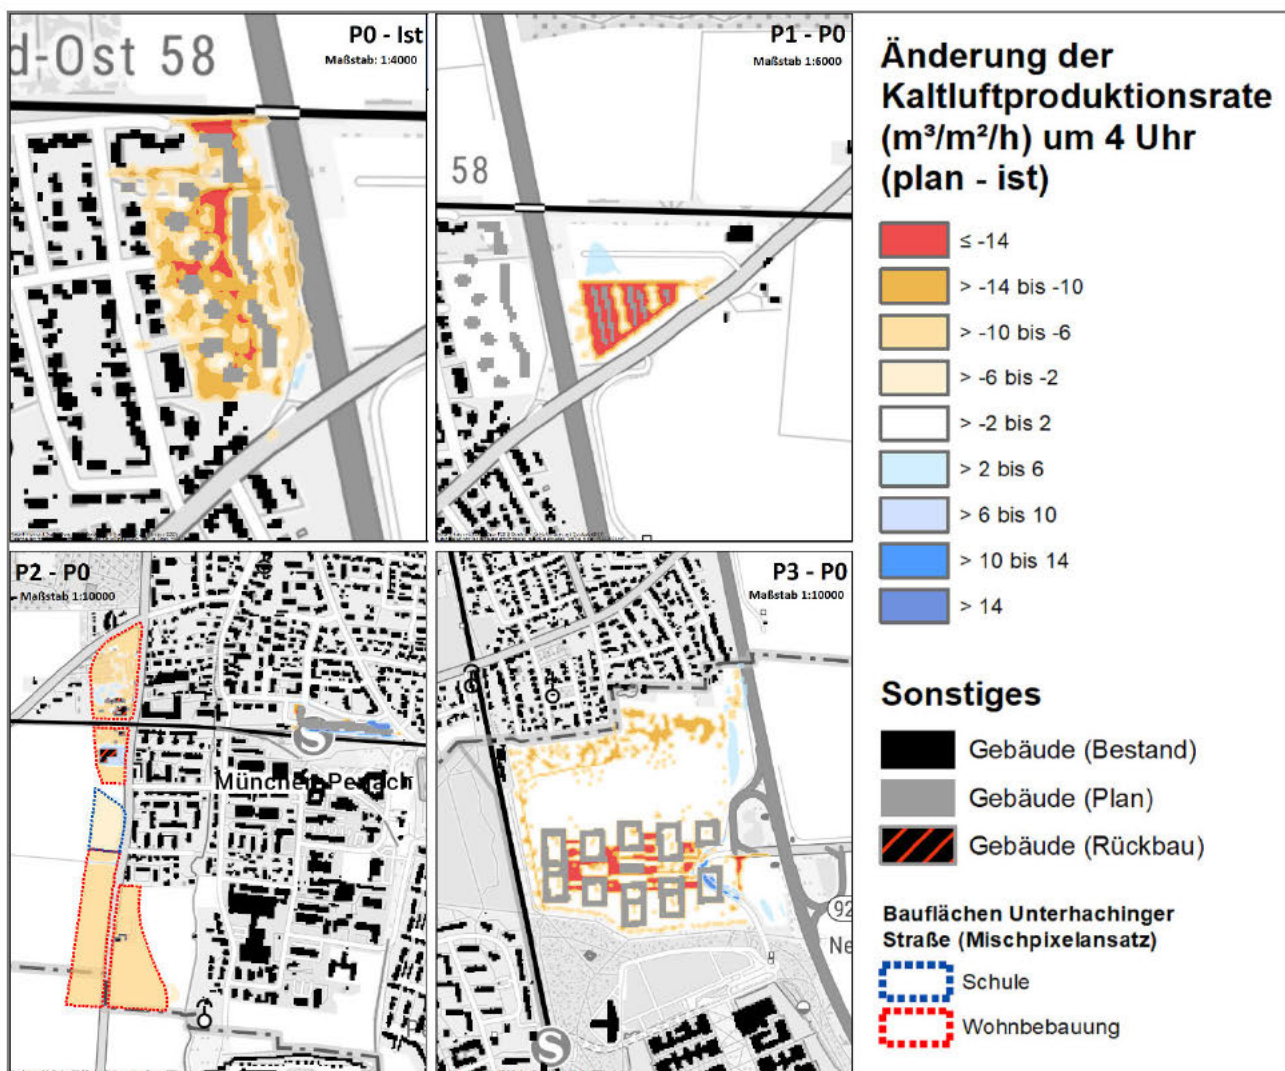 d-Ost 58
P0 - Ist
Maßstab: 1:4000
P1 - P0
Maßstab 1:6000
58
P2 - P0
Maßstab 1:10000
S
München-Perlach
P3 - P0
Maßstab 1:10000
92
Ne
S
Änderung der
Kaltluftproduktionsrate
(m³/m²/h) um 4 Uhr
(plan - ist)
≤ -14
> -14 bis -10
> -10 bis -6
> -6 bis -2
> -2 bis 2
> 2 bis 6
> 6 bis 10
> 10 bis 14
> 14
Sonstiges
Gebäude (Bestand)
Gebäude (Plan)
Gebäude (Rückbau)
Bauflächen Unterhachinger
Straße (Mischpixelansatz)
Schule
Wohnbebauung